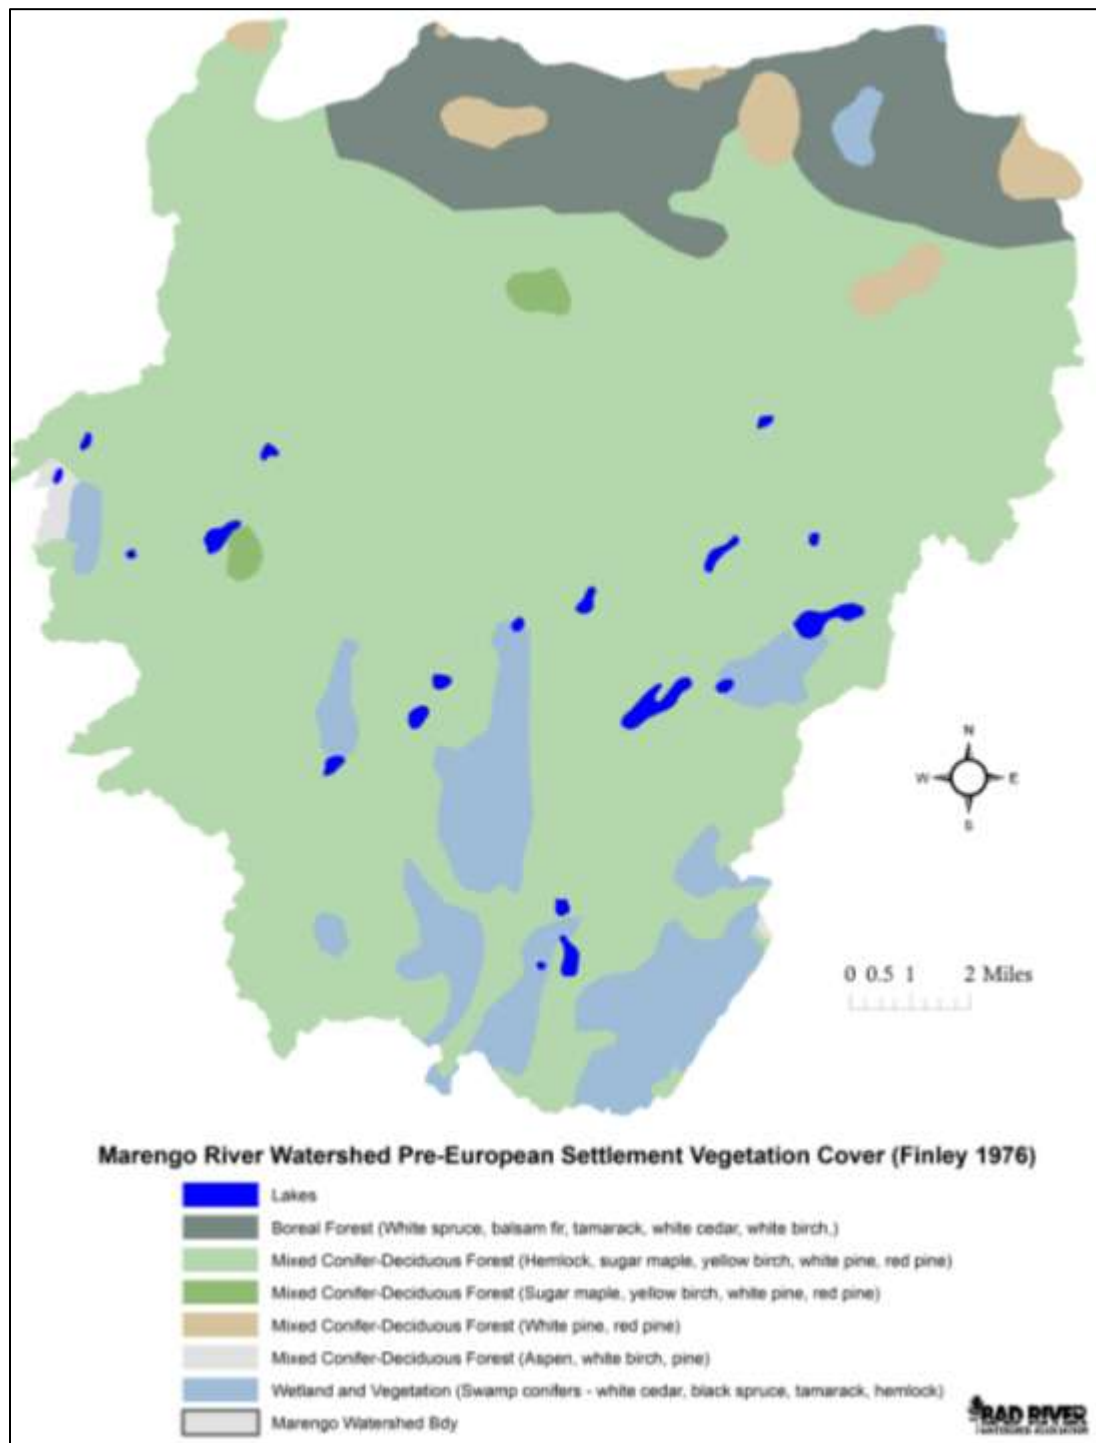 N
W E
S
0 0.5 1 2 Miles
Marengo River Watershed Pre-European Settlement Vegetation Cover (Finley 1976)
Lakes
Boreal Forest (White spruce, balsam fir, tamarack, white cedar, white birch,)
Mixed Conifer-Deciduous Forest (Hemlock, sugar maple, yellow birch, white pine, red pine)
Mixed Conifer-Deciduous Forest (Sugar maple, yellow birch, white pine, red pine)
Mixed Conifer-Deciduous Forest (White pine, red pine)
Mixed Conifer-Deciduous Forest (Aspen, white birch, pine)
Wetland and Vegetation (Swamp conifers - white cedar, black spruce, tamarack, hemlock)
Marengo Watershed Bdy
BAD RIVER
WATERSHED ASSOCIATION